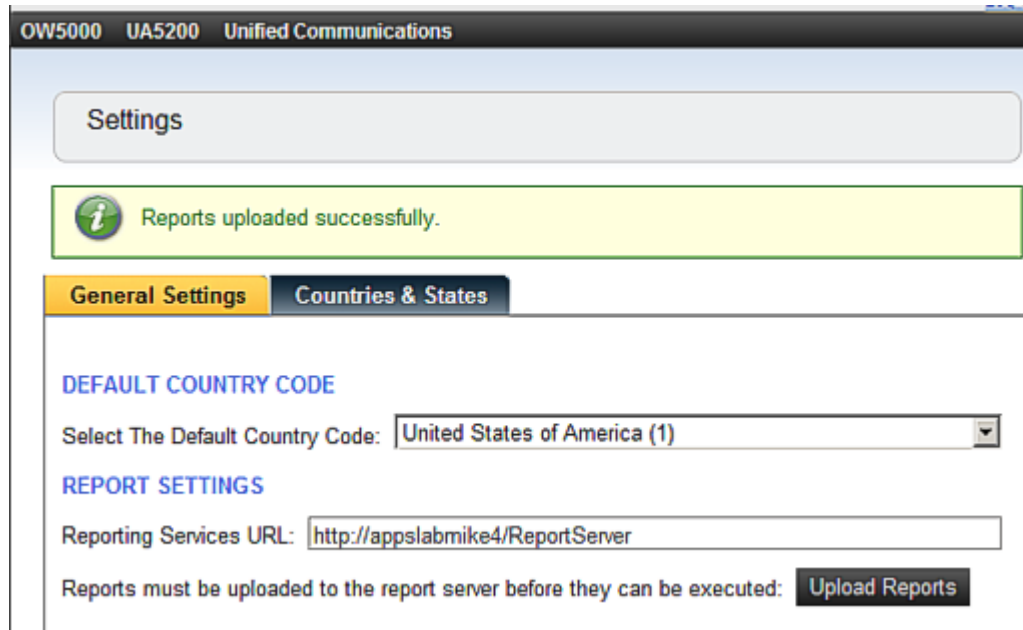 OW5000 UA5200 Unified Communications
Settings
Reports uploaded successfully.
General Settings Countries & States
DEFAULT COUNTRY CODE
Select The Default Country Code: United States of America (1)
REPORT SETTINGS
Reporting Services URL: http://appslabmike4/ReportServer
Reports must be uploaded to the report server before they can be executed: Upload Reports